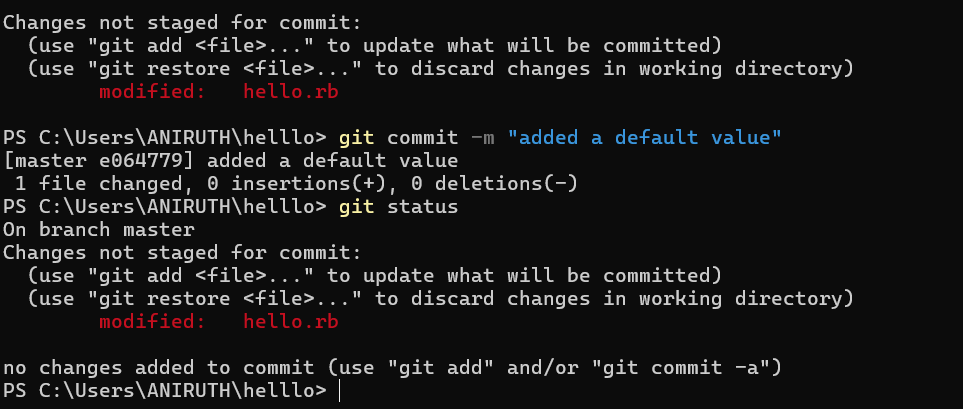 Changes not staged for commit:
  (use "git add <file>..." to update what will be committed)
  (use "git restore <file>..." to discard changes in working directory)
        modified:   hello.rb

PS C:\Users\ANIRUTH\helllo> git commit -m "added a default value"
[master e064779] added a default value
 1 file changed, 0 insertions(+), 0 deletions(-)
PS C:\Users\ANIRUTH\helllo> git status
On branch master
Changes not staged for commit:
  (use "git add <file>..." to update what will be committed)
  (use "git restore <file>..." to discard changes in working directory)
        modified:   hello.rb

no changes added to commit (use "git add" and/or "git commit -a")
PS C:\Users\ANIRUTH\helllo>